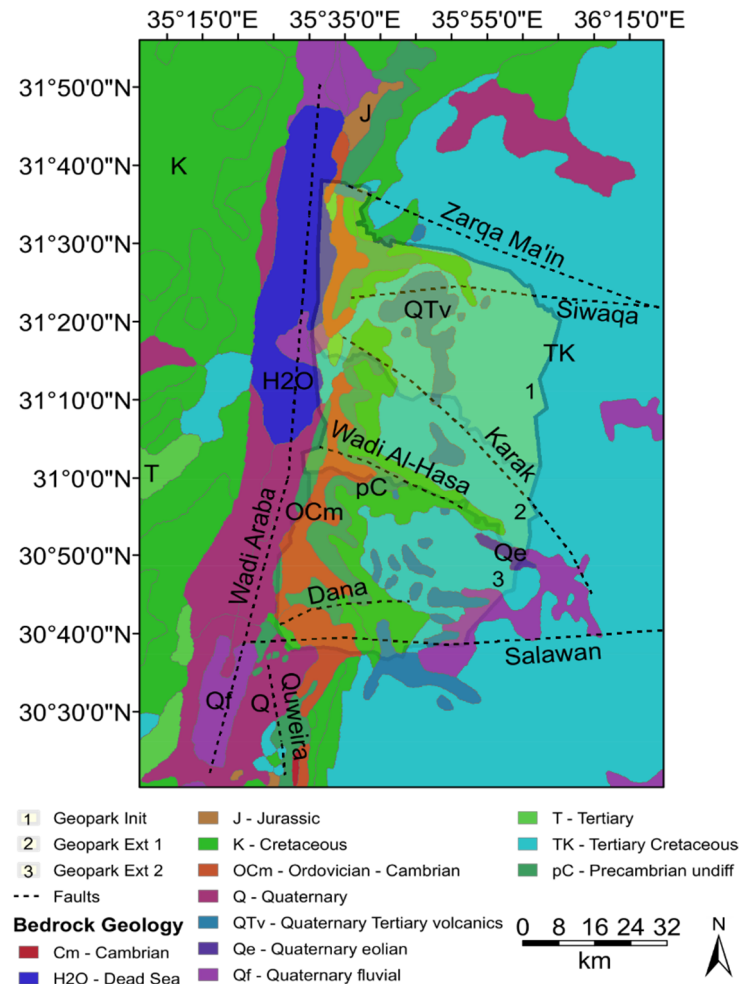 35°15'0"E 35°35'0"E 35°55'0"E 36°15'0"E
31°50'0"N
J
31°40'0"N
K
31°30'0"N
Zarqa Ma'in
31°20'0"N
QTv
Siwaqa
TK
H2O
31°10'0"N
1
Karak
Wadi Al-Hasa
31°0'0"N
T
pC
OCm
2
Wadi Araba
30°50'0"N
Qe
3
Dana
30°40'0"N
Salawan
Qf
Q
Quweira
30°30'0"N
1 Geopark Init
2 Geopark Ext 1
3 Geopark Ext 2
Faults
Bedrock Geology
Cm - Cambrian
H2O - Dead Sea
J - Jurassic
K - Cretaceous
OCm - Ordovician - Cambrian
Q - Quaternary
QTv - Quaternary Tertiary volcanics
Qe - Quaternary eolian
Qf - Quaternary fluvial
T - Tertiary
TK - Tertiary Cretaceous
pC - Precambrian undiff
0 8 16 24 32
km
N